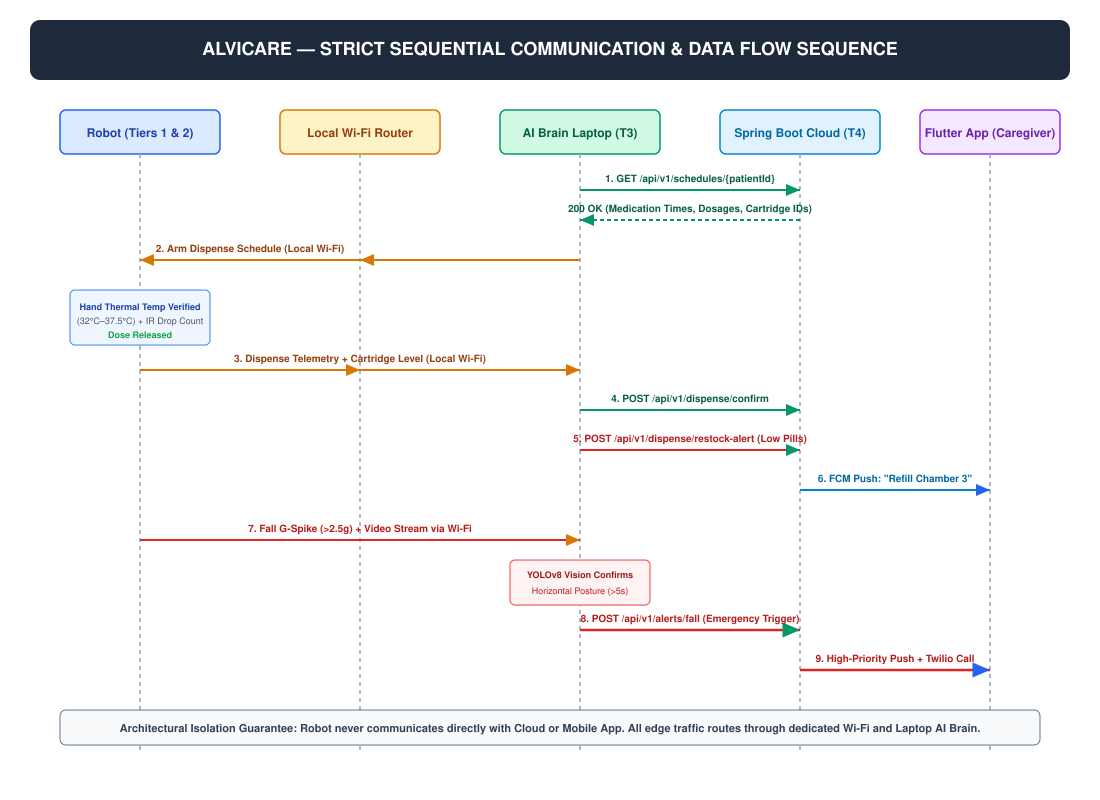 ALVICARE — STRICT SEQUENTIAL COMMUNICATION & DATA FLOW SEQUENCE
Robot (Tiers 1 & 2)
Local Wi-Fi Router
AI Brain Laptop (T3)
Spring Boot Cloud (T4)
Flutter App (Caregiver)
1. GET /api/v1/schedules/{patientId}
200 OK (Medication Times, Dosages, Cartridge IDs)
2. Arm Dispense Schedule (Local Wi-Fi)
Hand Thermal Temp Verified
(32°C–37.5°C) + IR Drop Count
Dose Released
3. Dispense Telemetry + Cartridge Level (Local Wi-Fi)
4. POST /api/v1/dispense/confirm
5. POST /api/v1/dispense/restock-alert (Low Pills)
6. FCM Push: "Refill Chamber 3"
7. Fall G-Spike (>2.5g) + Video Stream via Wi-Fi
YOLOv8 Vision Confirms
Horizontal Posture (>5s)
8. POST /api/v1/alerts/fall (Emergency Trigger)
9. High-Priority Push + Twilio Call
Architectural Isolation Guarantee: Robot never communicates directly with Cloud or Mobile App. All edge traffic routes through dedicated Wi-Fi and Laptop AI Brain.